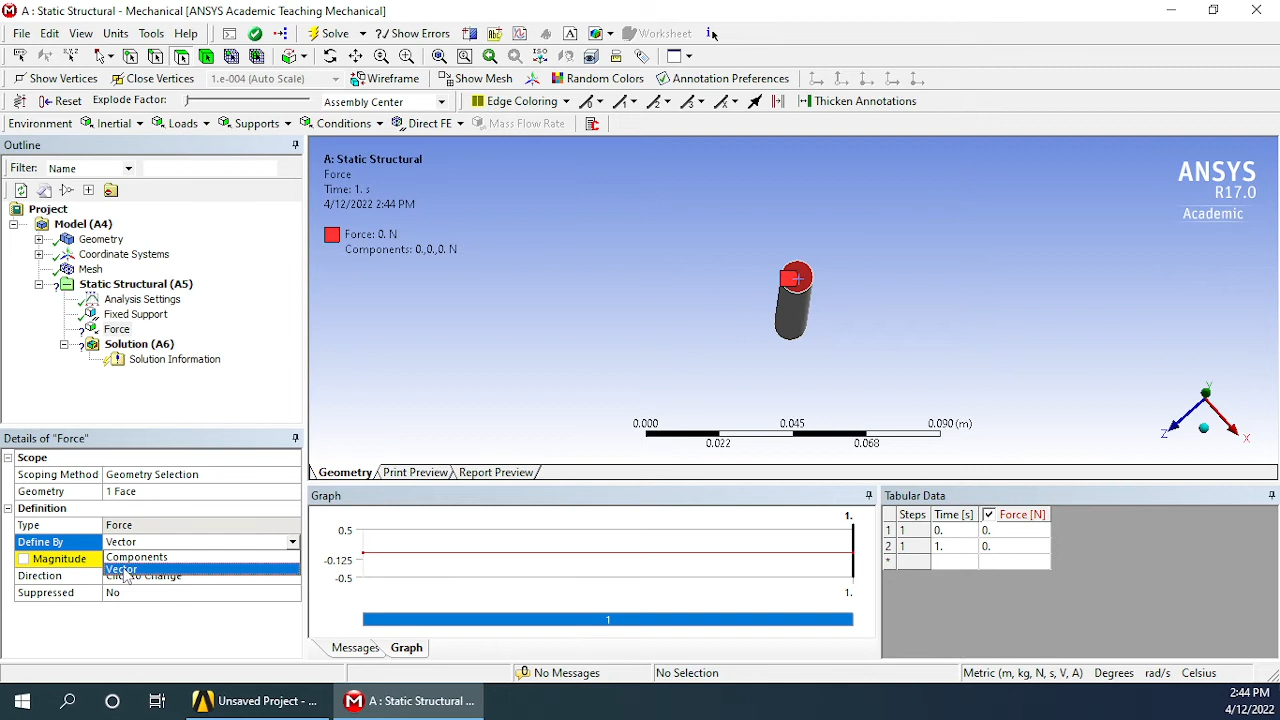 A : Static Structural - Mechanical [ANSYS Academic Teaching Mechanical]
File Edit View Units Tools Help Solve Show Errors Worksheet
Show Vertices Close Vertices 1.e-004 (Auto Scale) Wireframe Show Mesh Random Colors Annotation Preferences
Reset Explode Factor: Assembly Center Edge Coloring Thicken Annotations
Environment Inertial Loads Supports Conditions Direct FE Mass Flow Rate
Outline
Filter: Name
Project
Model (A4)
Geometry
Coordinate Systems
Mesh
Static Structural (A5)
Analysis Settings
Fixed Support
Force
Solution (A6)
Solution Information
A: Static Structural
Force
Time: 1. s
4/12/2022 2:44 PM
Force: 0. N
Components: 0.,0.,0. N
ANSYS
R17.0
Academic
Y
Z
X
0.000 0.045 0.090 (m)
0.022 0.068
Geometry Print Preview Report Preview
Details of "Force"
Scope
Scoping Method Geometry Selection
Geometry 1 Face
Definition
Type Force
Define By Vector
Components
Magnitude
Vector
Direction Click to Change
Suppressed No
Graph
1.
0.5
-0.125
-0.5
1.
1
Messages Graph
Tabular Data
Steps Time [s] Force [N]
1 1 0. 0.
2 1 1. 0.
*
No Messages No Selection Metric (m, kg, N, s, V, A) Degrees rad/s Celsius
Unsaved Project - ... A : Static Structural ...
2:44 PM
4/12/2022